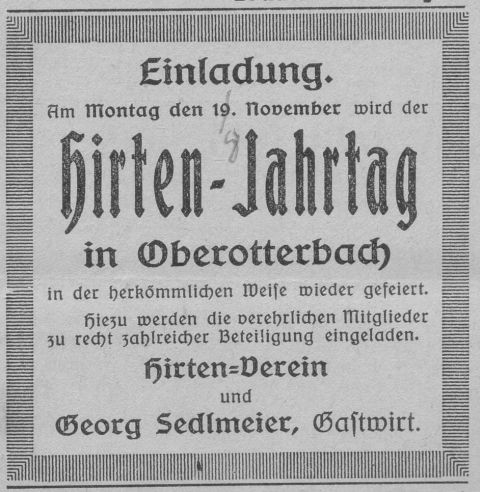 Einladung.
Am Montag den 19. November wird der
Hirten-Jahrtag
in Oberotterbach
in der herkömmlichen Weise wieder gefeiert.
Hiezu werden die verehrlichen Mitglieder
zu recht zahlreicher Beteiligung eingeladen.
Hirten-Verein
und
Georg Sedlmeier, Gastwirt.